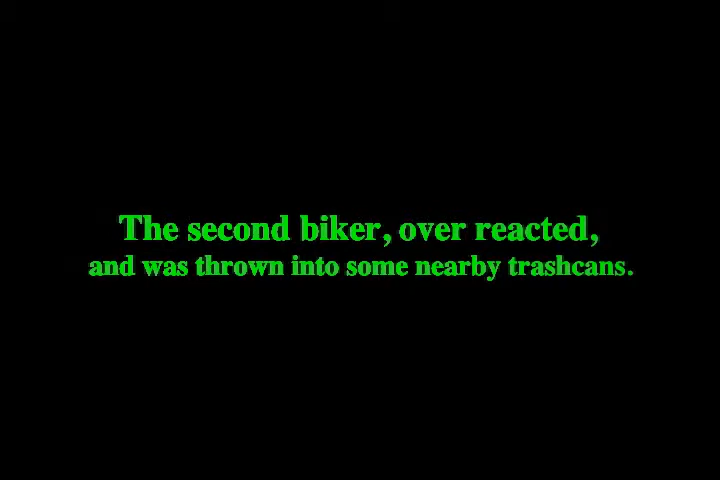 The second biker, over reacted,
and was thrown into some nearby trashcans.